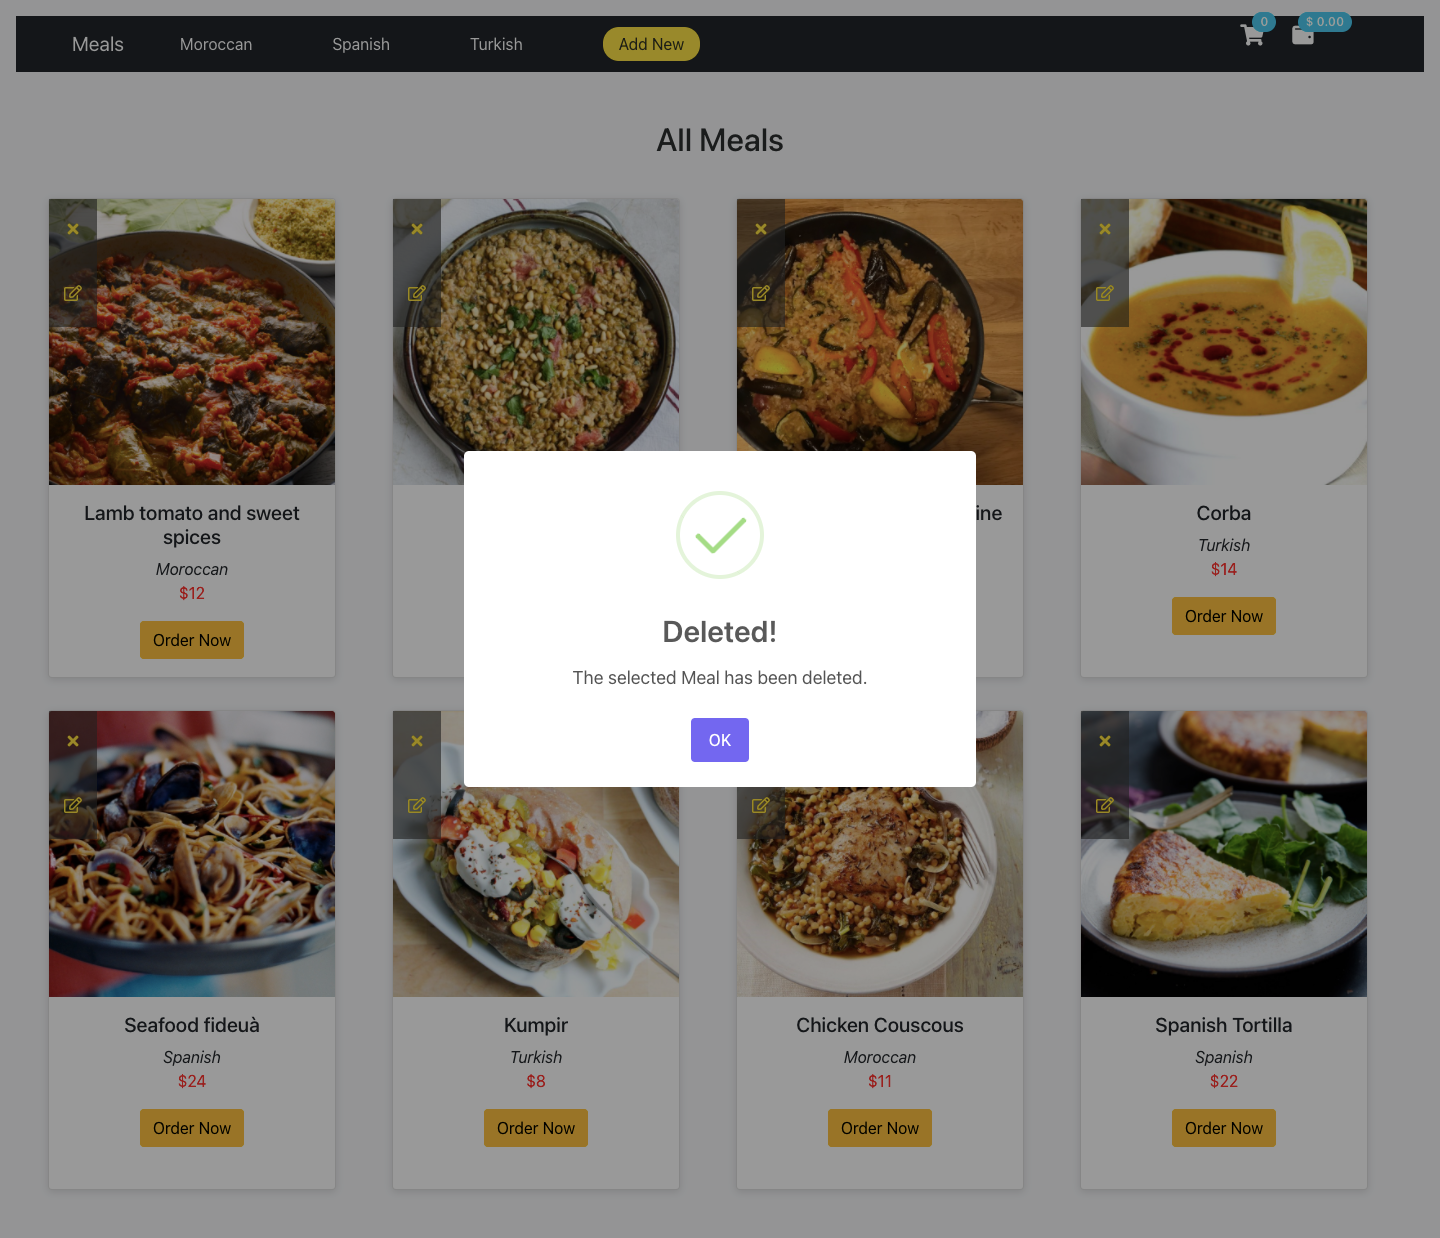 Meals Moroccan Spanish Turkish Add New 0 $ 0.00
All Meals
Lamb tomato and sweet
spices
Moroccan
$12
Order Now
ine
Corba
Turkish
$14
Order Now
Deleted!
The selected Meal has been deleted.
OK
Seafood fideuà
Spanish
$24
Order Now
Kumpir
Turkish
$8
Order Now
Chicken Couscous
Moroccan
$11
Order Now
Spanish Tortilla
Spanish
$22
Order Now